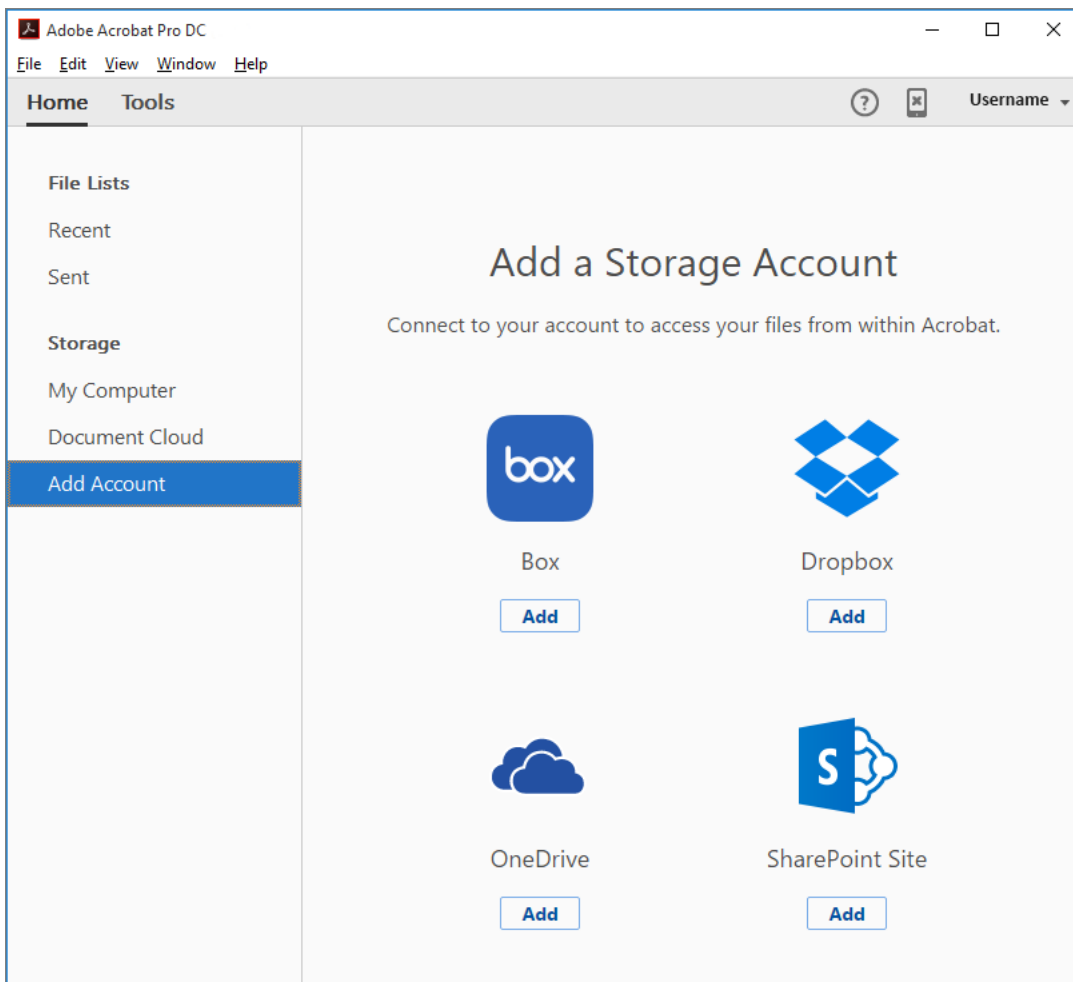 Adobe Acrobat Pro DC
File Edit View Window Help
Home Tools Username
File Lists
Recent
Sent
Storage
My Computer
Document Cloud
Add Account
Add a Storage Account
Connect to your account to access your files from within Acrobat.
box
Box Dropbox
Add Add
S
OneDrive SharePoint Site
Add Add